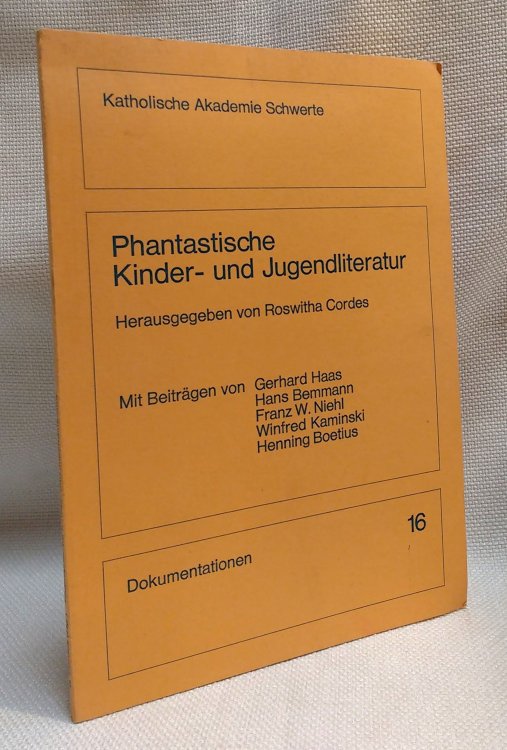 Katholische Akademie Schwerte
Phantastische
Kinder- und Jugendliteratur
Herausgegeben von Roswitha Cordes
Mit Beiträgen von Gerhard Haas
Hans Bemmann
Franz W. Niehl
Winfred Kaminski
Henning Boetius
Dokumentationen 16